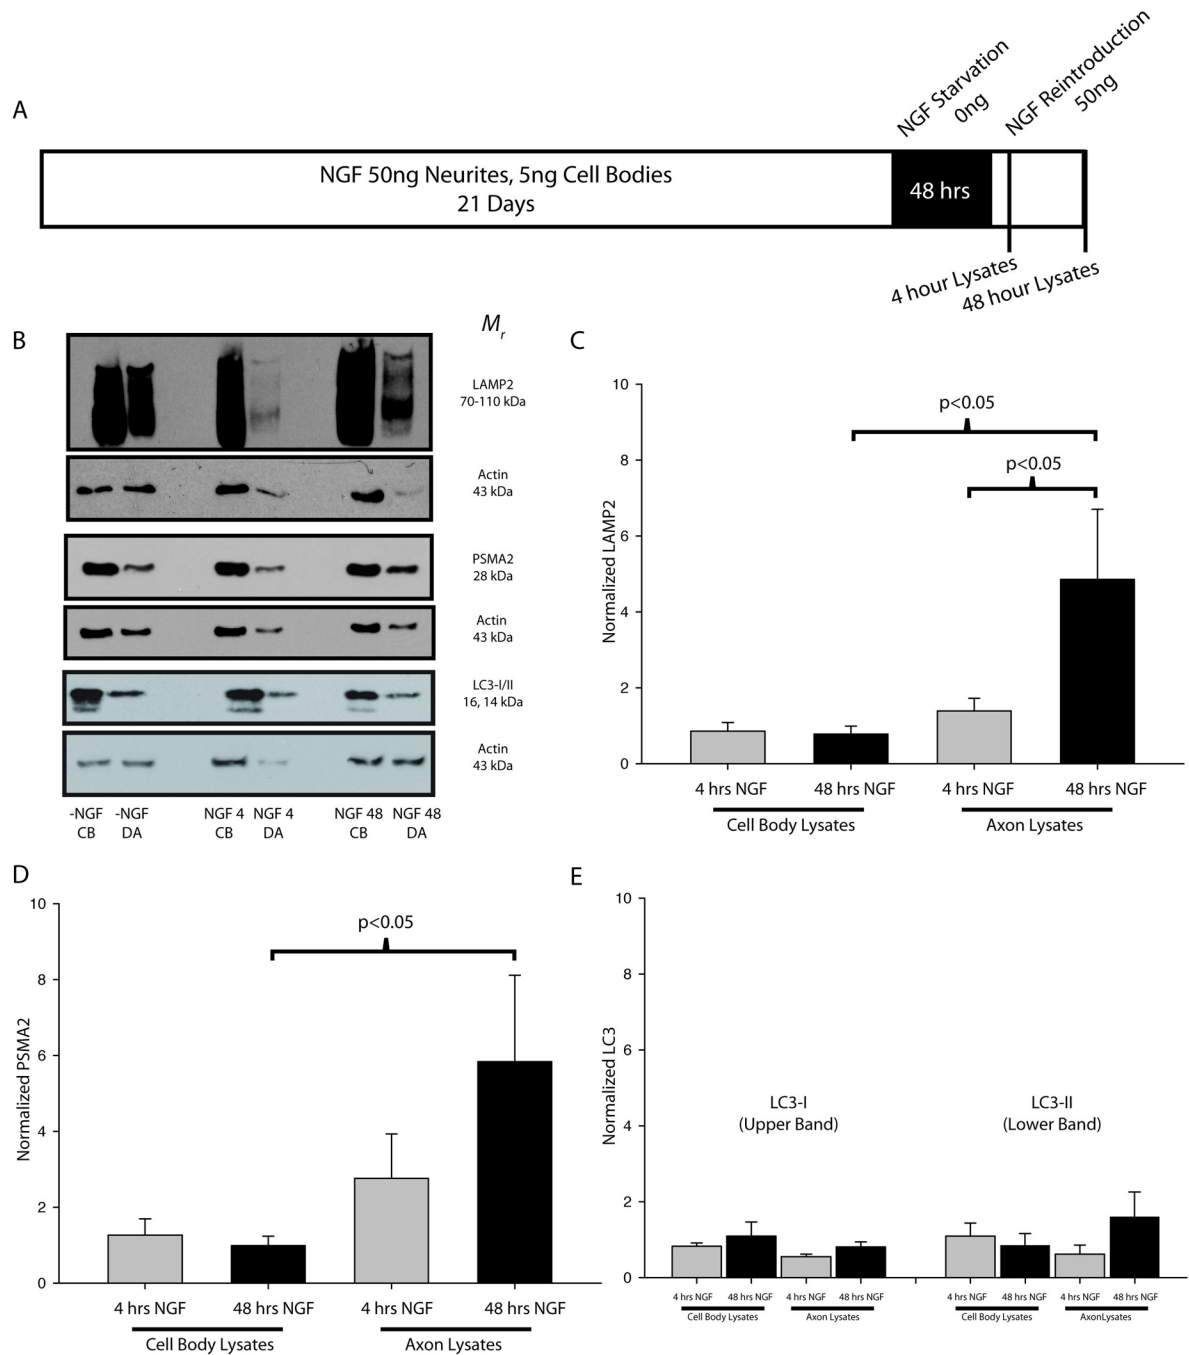 A
NGF Starvation
0ng
NGF Reintroduction
50ng
NGF 50ng Neurites, 5ng Cell Bodies
21 Days
48 hrs
4 hour Lysates
48 hour Lysates
B
Mr
LAMP2
70-110 kDa
Actin
43 kDa
PSMA2
28 kDa
Actin
43 kDa
LC3-I/II
16, 14 kDa
Actin
43 kDa
-NGF -NGF NGF 4 NGF 4 NGF 48 NGF 48
CB DA CB DA CB DA
C
Normalized LAMP2
10
8
6
4
2
0
p<0.05
p<0.05
4 hrs NGF 48 hrs NGF 4 hrs NGF 48 hrs NGF
Cell Body Lysates Axon Lysates
D
Normalized PSMA2
10
8
6
4
2
0
p<0.05
4 hrs NGF 48 hrs NGF 4 hrs NGF 48 hrs NGF
Cell Body Lysates Axon Lysates
E
Normalized LC3
10
8
6
4
2
0
LC3-I
(Upper Band)
LC3-II
(Lower Band)
4 hrs NGF 48 hrs NGF 4 hrs NGF 48 hrs NGF 4 hrs NGF 48 hrs NGF 4 hrs NGF 48 hrs NGF
Cell Body Lysates Axon Lysates Cell Body Lysates AxonLysates